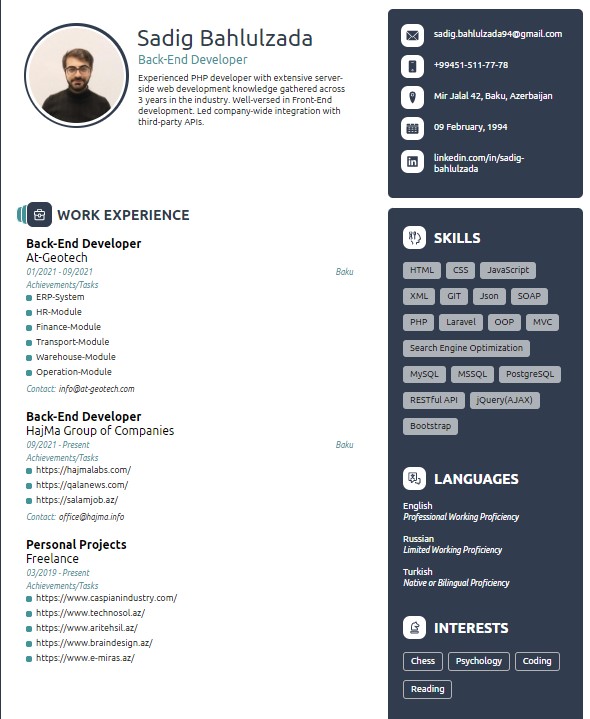 Sadig Bahlulzada
Back-End Developer
Experienced PHP developer with extensive server-
side web development knowledge gathered across
3 years in the industry. Well-versed in Front-End
development. Led company-wide integration with
third-party APIs.
sadig.bahlulzada94@gmail.com
+99451-511-77-78
Mir Jalal 42, Baku, Azerbaijan
09 February, 1994
linkedin.com/in/sadig-
bahlulzada
WORK EXPERIENCE
Back-End Developer
At-Geotech
01/2021 - 09/2021 Baku
Achievements/Tasks
ERP-System
HR-Module
Finance-Module
Transport-Module
Warehouse-Module
Operation-Module
Contact: info@at-geotech.com
Back-End Developer
HajMa Group of Companies
09/2021 - Present Baku
Achievements/Tasks
https://hajmalabs.com/
https://qalanews.com/
https://salamjob.az/
Contact: office@hajma.info
Personal Projects
Freelance
03/2019 - Present
Achievements/Tasks
https://www.caspianindustry.com/
https://www.technosol.az/
https://www.aritehsil.az/
https://www.braindesign.az/
https://www.e-miras.az/
SKILLS
HTML CSS JavaScript
XML GIT Json SOAP
PHP Laravel OOP MVC
Search Engine Optimization
MySQL MSSQL PostgreSQL
RESTful API jQuery(AJAX)
Bootstrap
LANGUAGES
English
Professional Working Proficiency
Russian
Limited Working Proficiency
Turkish
Native or Bilingual Proficiency
INTERESTS
Chess Psychology Coding
Reading